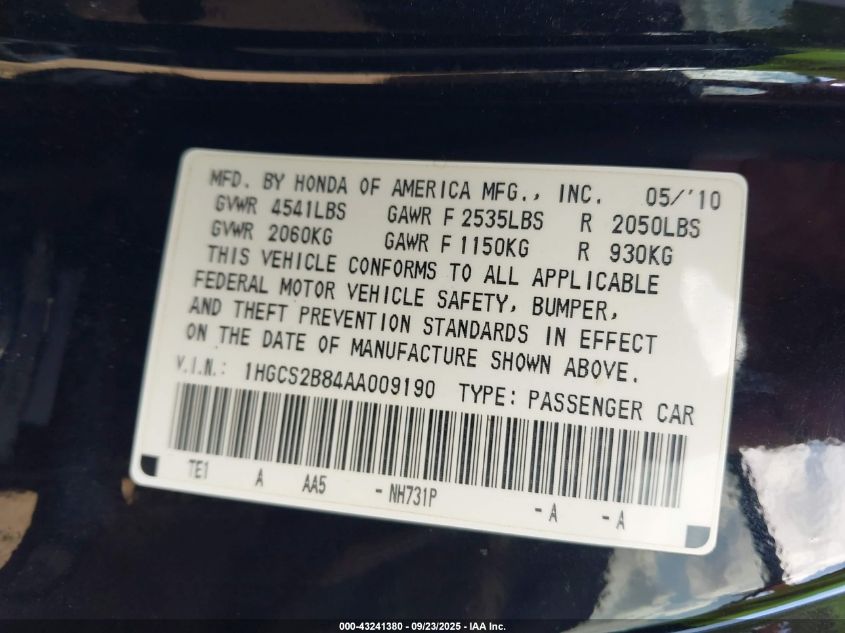 MFD. BY HONDA OF AMERICA MFG., INC. 05/'10
GVWR 4541LBS GAWR F 2535LBS R 2050LBS
GVWR 2060KG GAWR F 1150KG R 930KG
THIS VEHICLE CONFORMS TO ALL APPLICABLE
FEDERAL MOTOR VEHICLE SAFETY, BUMPER,
AND THEFT PREVENTION STANDARDS IN EFFECT
ON THE DATE OF MANUFACTURE SHOWN ABOVE.
V.I.N.: 1HGCS2B84AA009190 TYPE: PASSENGER CAR
TE1 A AA5 - NH731P - A - A
000-43241380 - 09/23/2025 - IAA Inc.